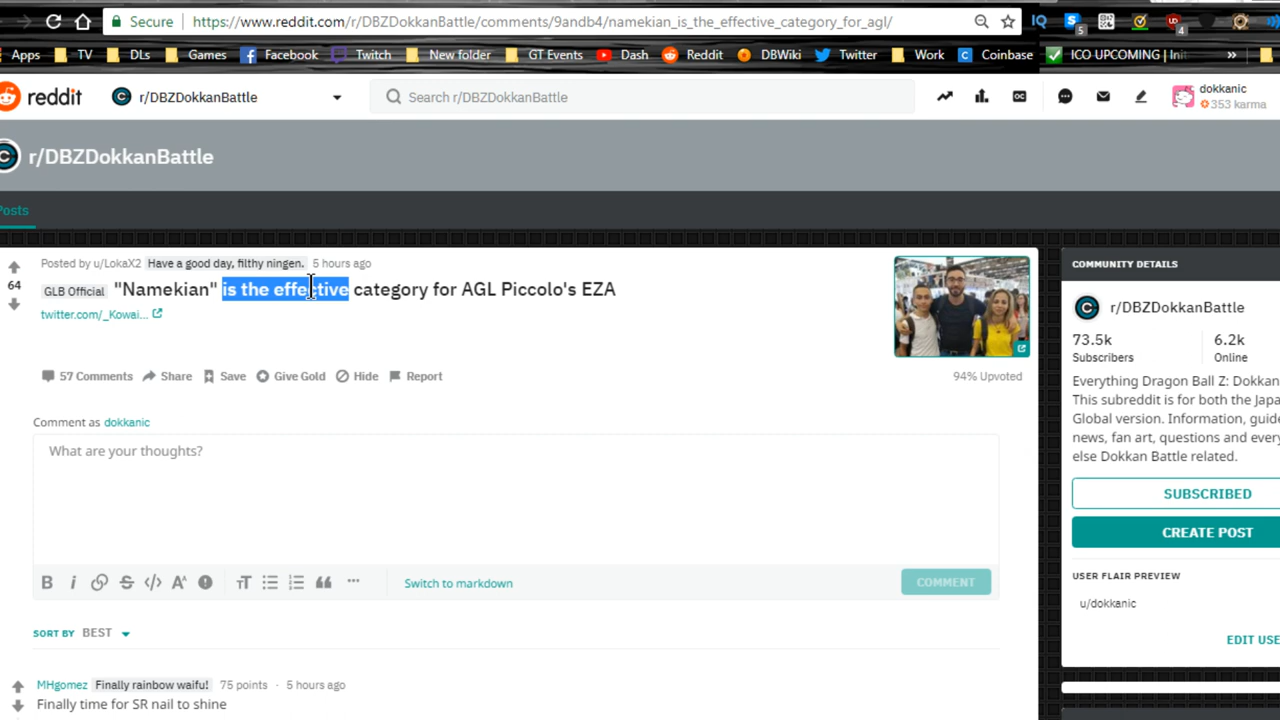 Secure https://www.reddit.com/r/DBZDokkanBattle/comments/9andb4/namekian_is_the_effective_category_for_agl/
IQ 5 4
Apps TV DLs Games Facebook Twitch New folder GT Events Dash Reddit DBWiki Twitter Work Coinbase ICO UPCOMING | »
reddit r/DBZDokkanBattle Search r/DBZDokkanBattle dokkanic
353 karma
r/DBZDokkanBattle
Posts
Posted by u/LokaX2 Have a good day, filthy ningen. 5 hours ago
64
GLB Official "Namekian" is the effective category for AGL Piccolo's EZA
twitter.com/_Kowai...
57 Comments Share Save Give Gold Hide Report 94% Upvoted
Comment as dokkanic
What are your thoughts?
B i S </> A T ...
Switch to markdown
COMMENT
SORT BY BEST
MHgomez Finally rainbow waifu! 75 points · 5 hours ago
Finally time for SR nail to shine
COMMUNITY DETAILS
r/DBZDokkanBattle
73.5k 6.2k
Subscribers Online
Everything Dragon Ball Z: Dokkan
This subreddit is for both the Japa
Global version. Information, guide
news, fan art, questions and every
else Dokkan Battle related.
SUBSCRIBED
CREATE POST
USER FLAIR PREVIEW
u/dokkanic
EDIT USE